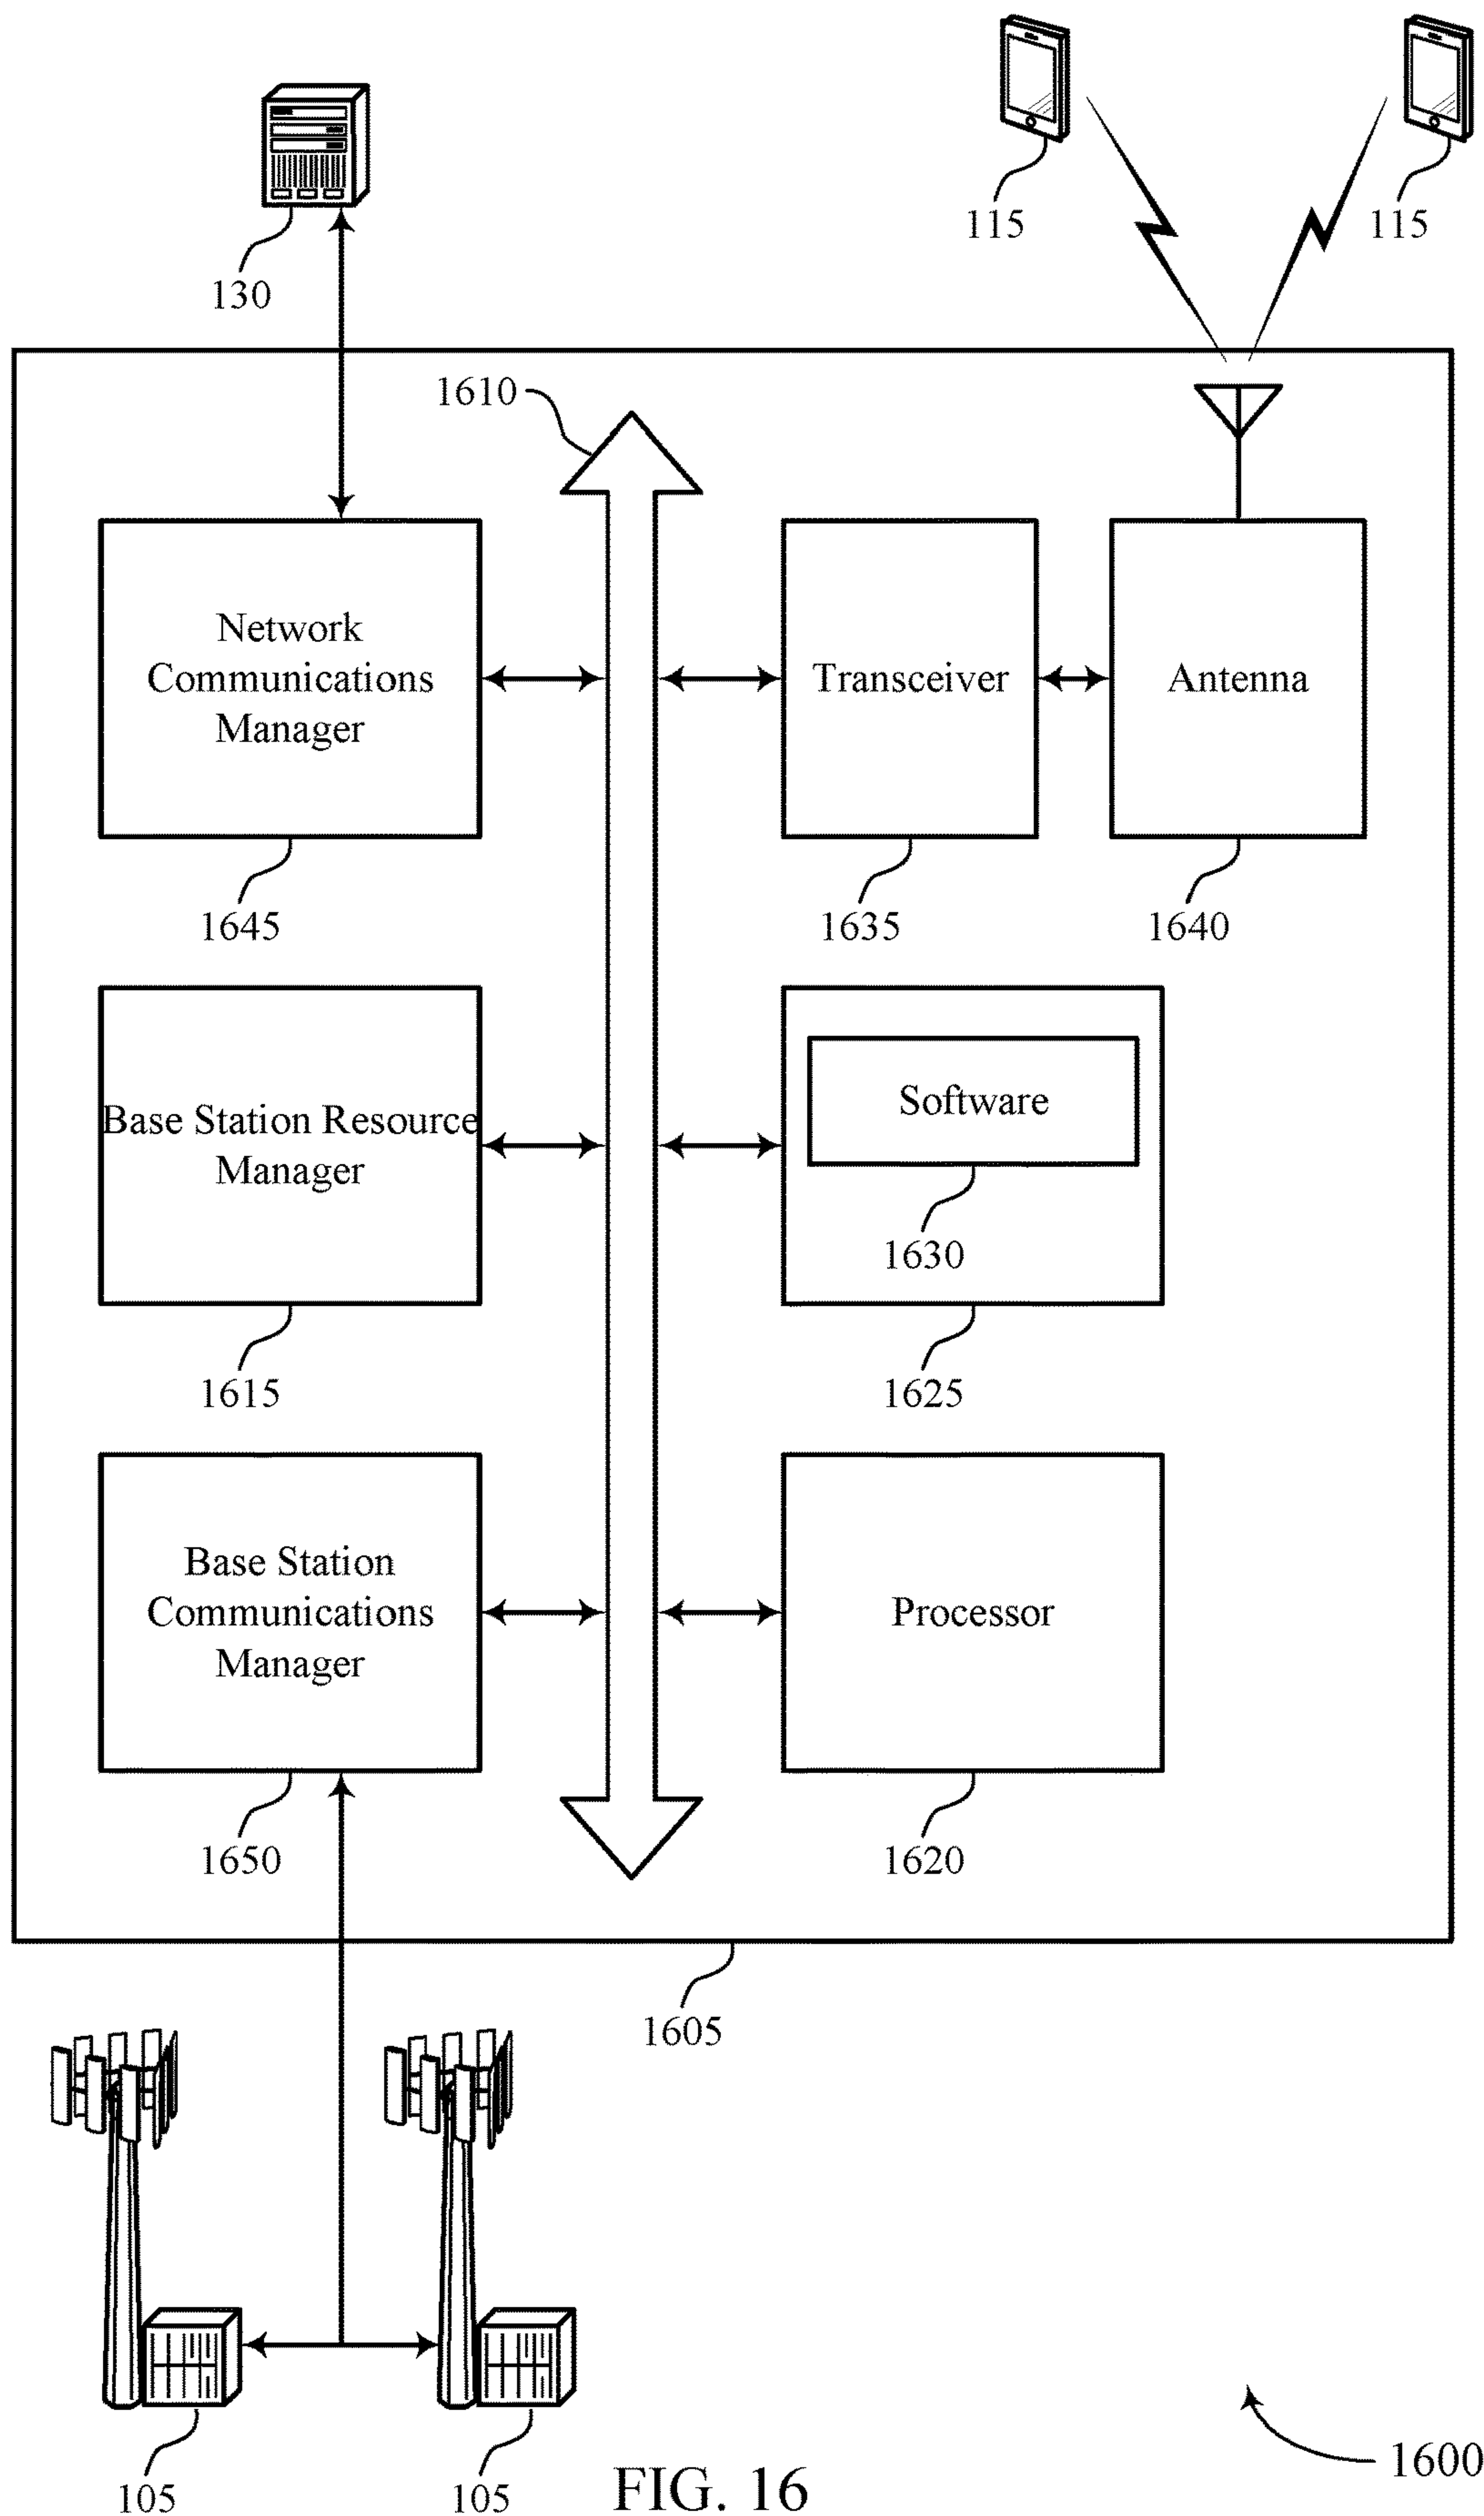 115
115
130
1610
Network
Communications
Manager
Transceiver
Antenna
1645
1635
1640
Base Station Resource
Manager
Software
1630
1615
1625
Base Station
Communications
Manager
Processor
1650
1620
1605
105
105
FIG. 16
1600